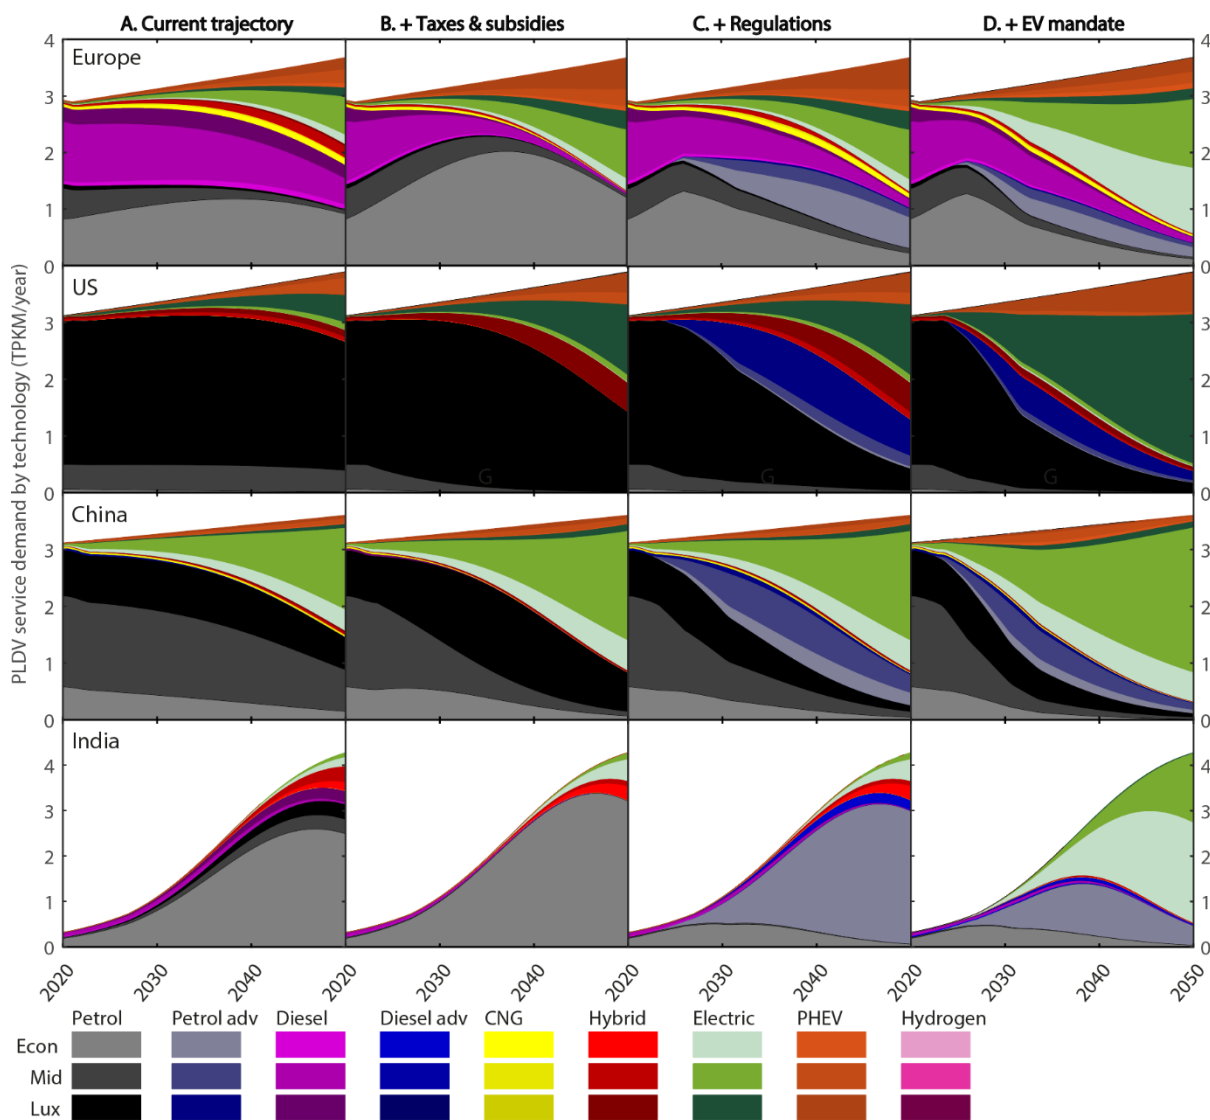 A. Current trajectory B. + Taxes & subsidies C. + Regulations D. + EV mandate
4 4
Europe
3 3
2 2
1 1
0 0
US
3 3
2 2
1 1
G G G
0 0
China
3 3
2 2
1 1
0 0
India
4 4
3 3
2 2
1 1
0 0
PLDV service demand by technology (TPKM/year)
2020 2030 2040 2020 2030 2040 2020 2030 2040 2020 2030 2040 2050
Petrol Petrol adv Diesel Diesel adv CNG Hybrid Electric PHEV Hydrogen
Econ
Mid
Lux